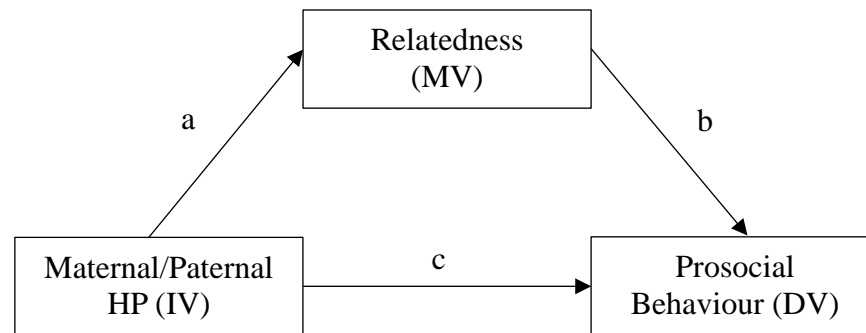 Relatedness
(MV)
a
b
Maternal/Paternal
HP (IV)
c
Prosocial
Behaviour (DV)